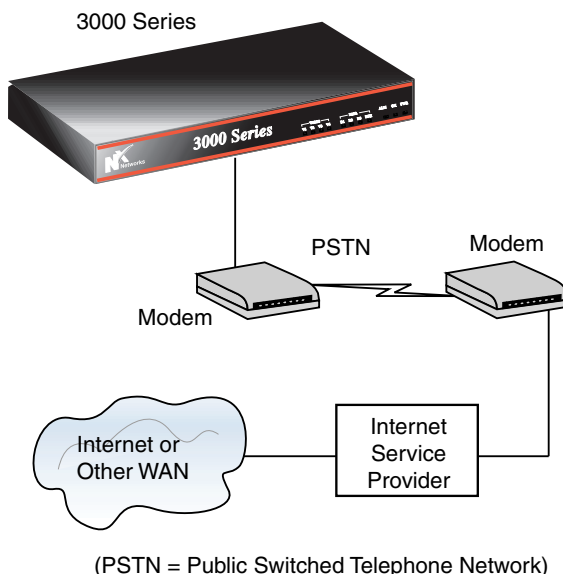 3000 Series
NX
Networks
3000 Series
PSTN
Modem
Modem
Internet or
Other WAN
Internet
Service
Provider
(PSTN = Public Switched Telephone Network)